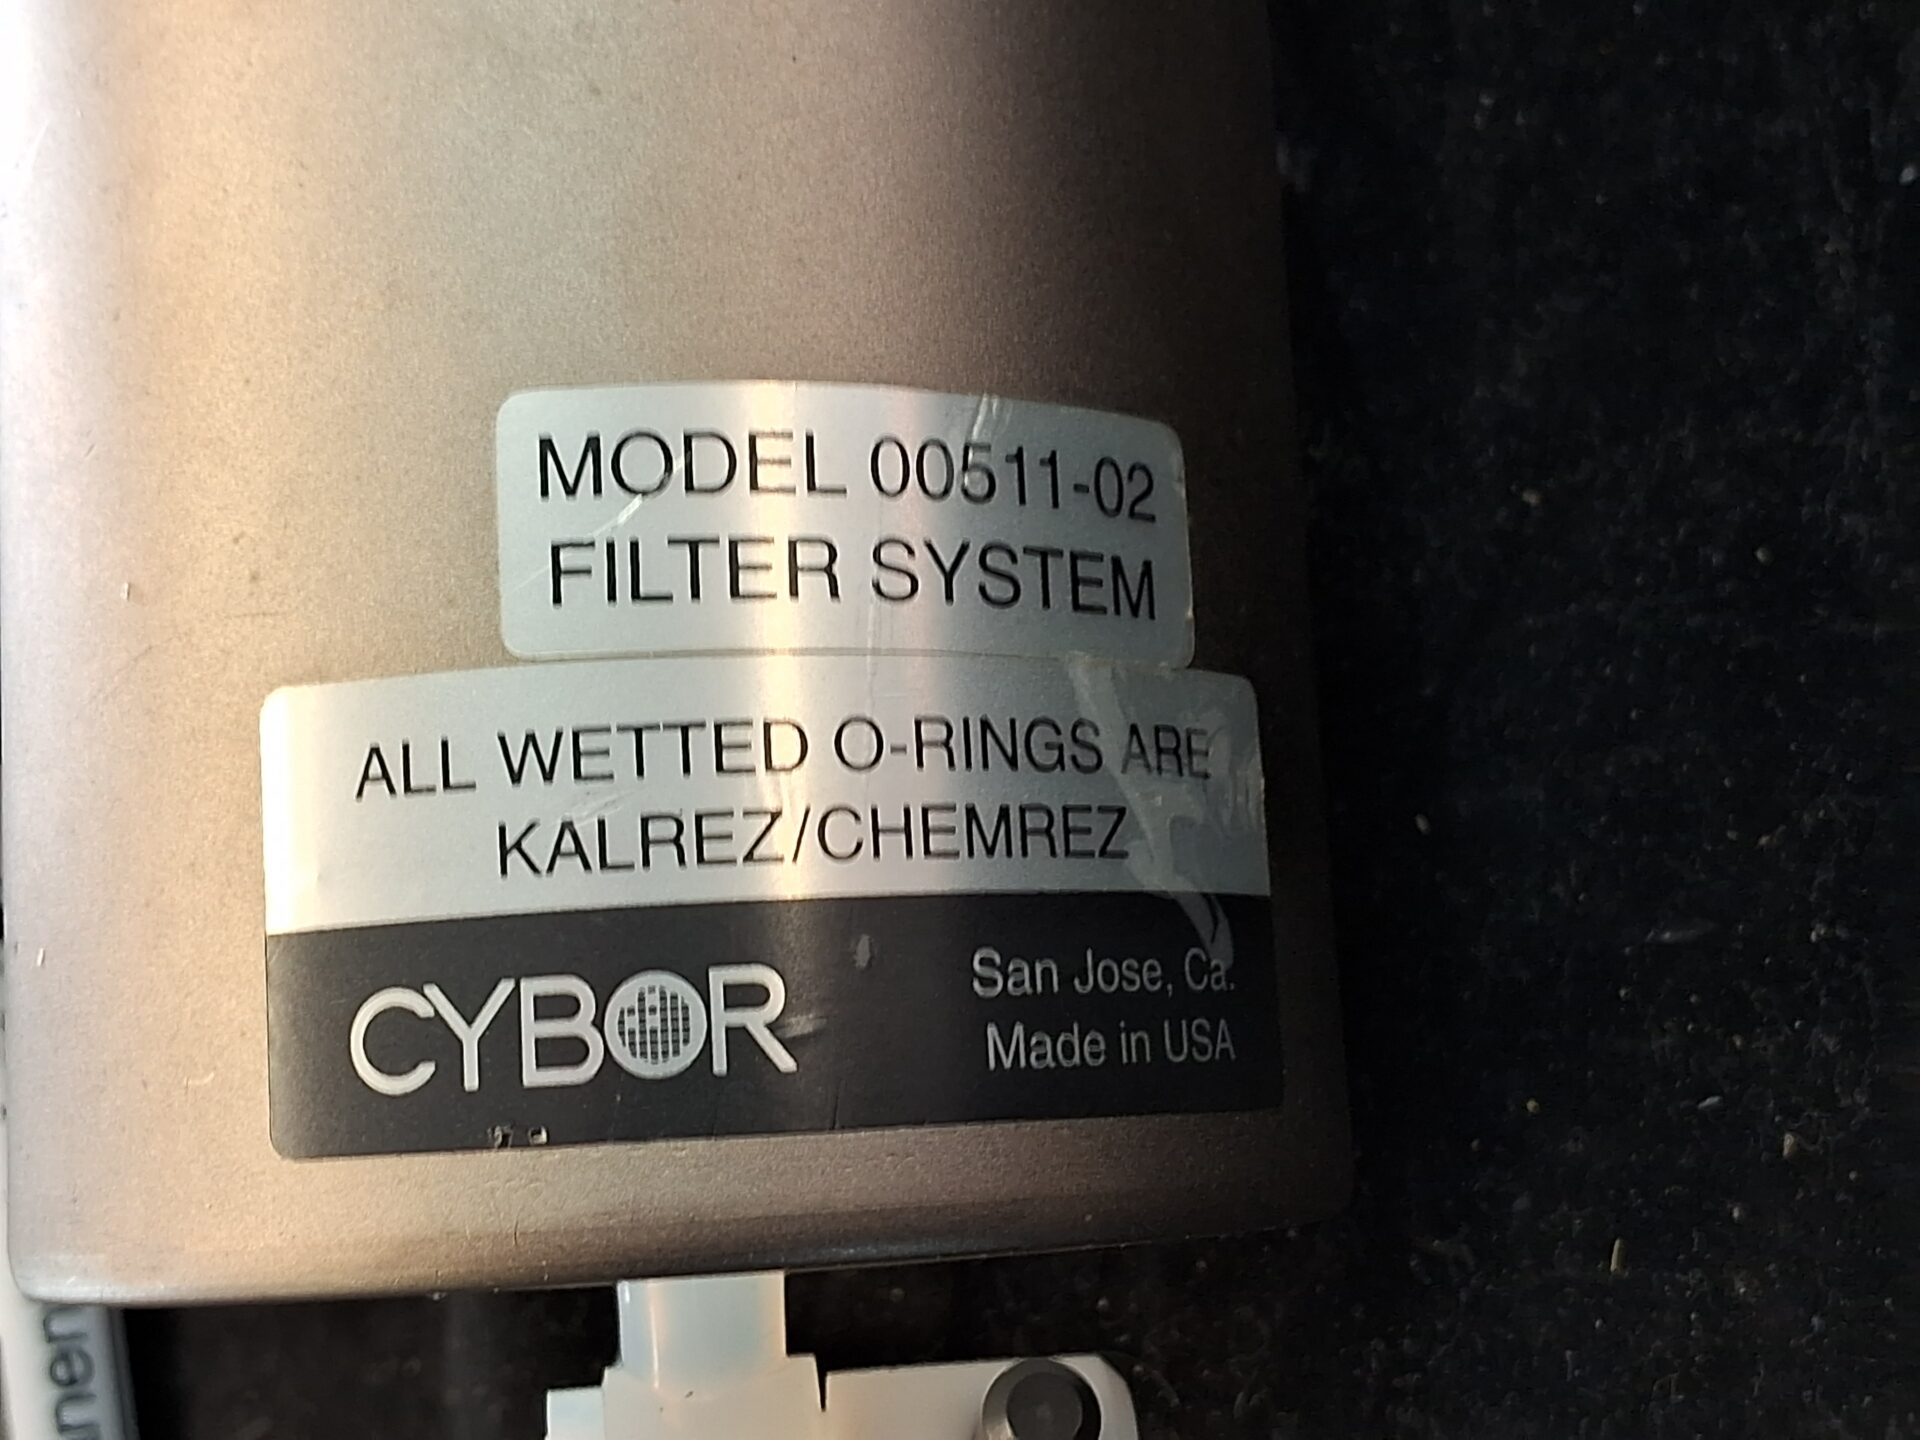 MODEL 00511-02
FILTER SYSTEM
ALL WETTED O-RINGS ARE
KALREZ/CHEMREZ
CYBOR
San Jose, Ca.
Made in USA